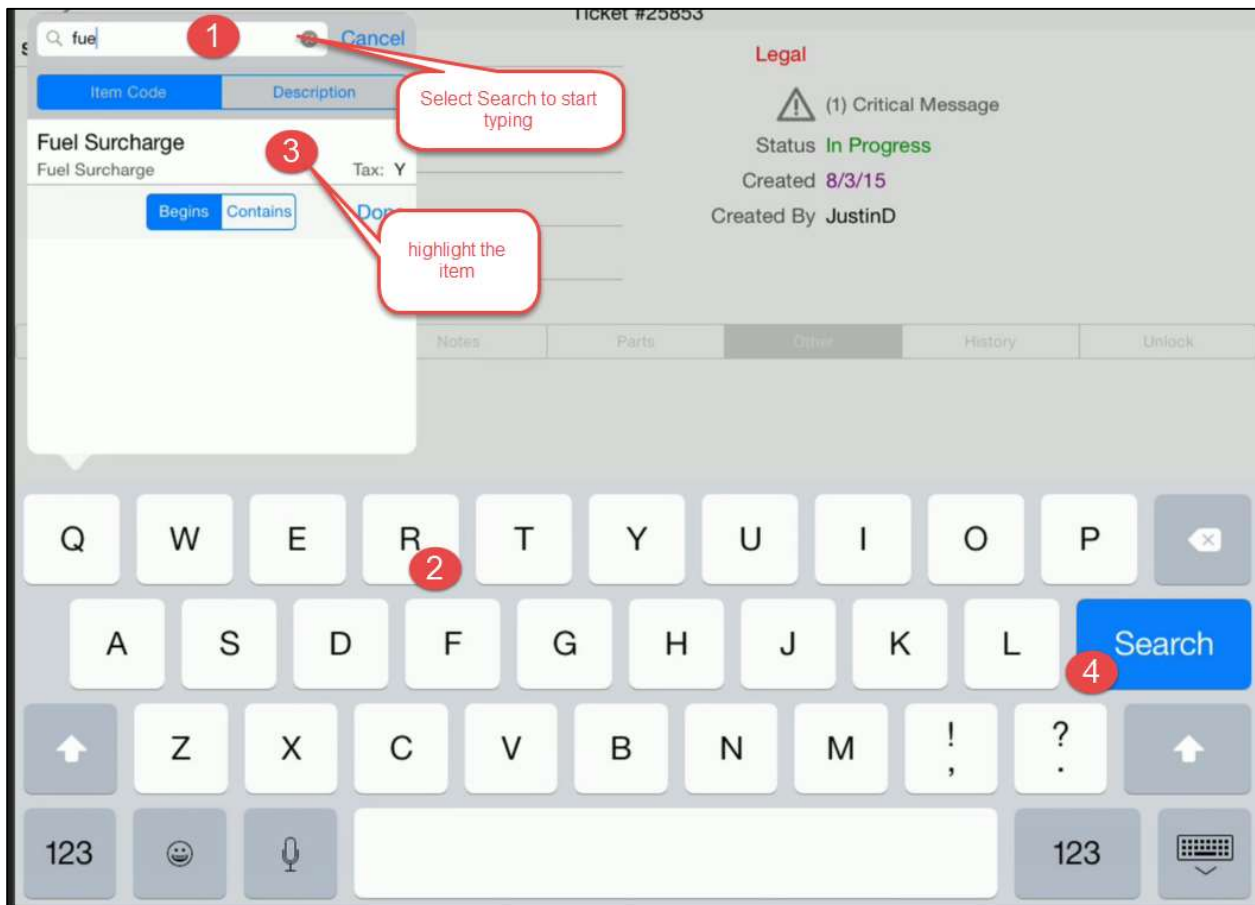 Ticket #25853
fue
1
Cancel
Item Code
Description
Select Search to start
typing
Legal
(1) Critical Message
Status In Progress
Created 8/3/15
Created By JustinD
Fuel Surcharge
Fuel Surcharge
3
Tax: Y
Begins
Contains
highlight the
item
Notes
Parts
Other
History
Unlock
Q W E R T Y U I O P
2
A S D F G H J K L Search
4
Z X C V B N M ! , ? .
123
123